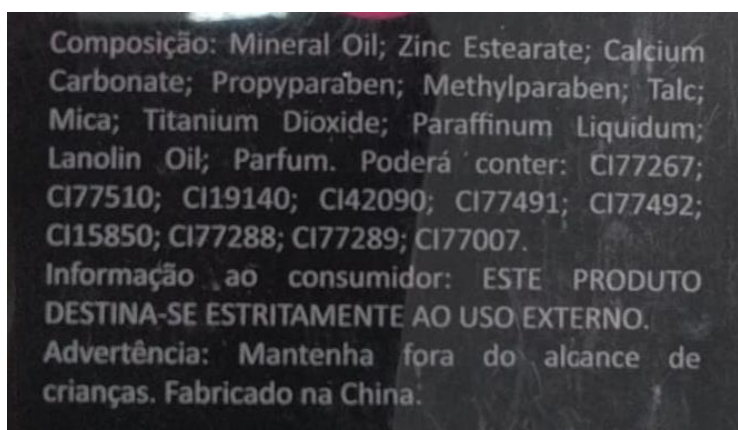 Composição: Mineral Oil; Zinc Estearate; Calcium
Carbonate; Propyparaben; Methylparaben; Talc;
Mica; Titanium Dioxide; Paraffinum Liquidum;
Lanolin Oil; Parfum. Poderá conter: CI77267;
CI77510; CI19140; CI42090; CI77491; CI77492;
CI15850; CI77288; CI77289; CI77007.
Informação ao consumidor: ESTE PRODUTO
DESTINA-SE ESTRITAMENTE AO USO EXTERNO.
Advertência: Mantenha fora do alcance de
crianças. Fabricado na China.